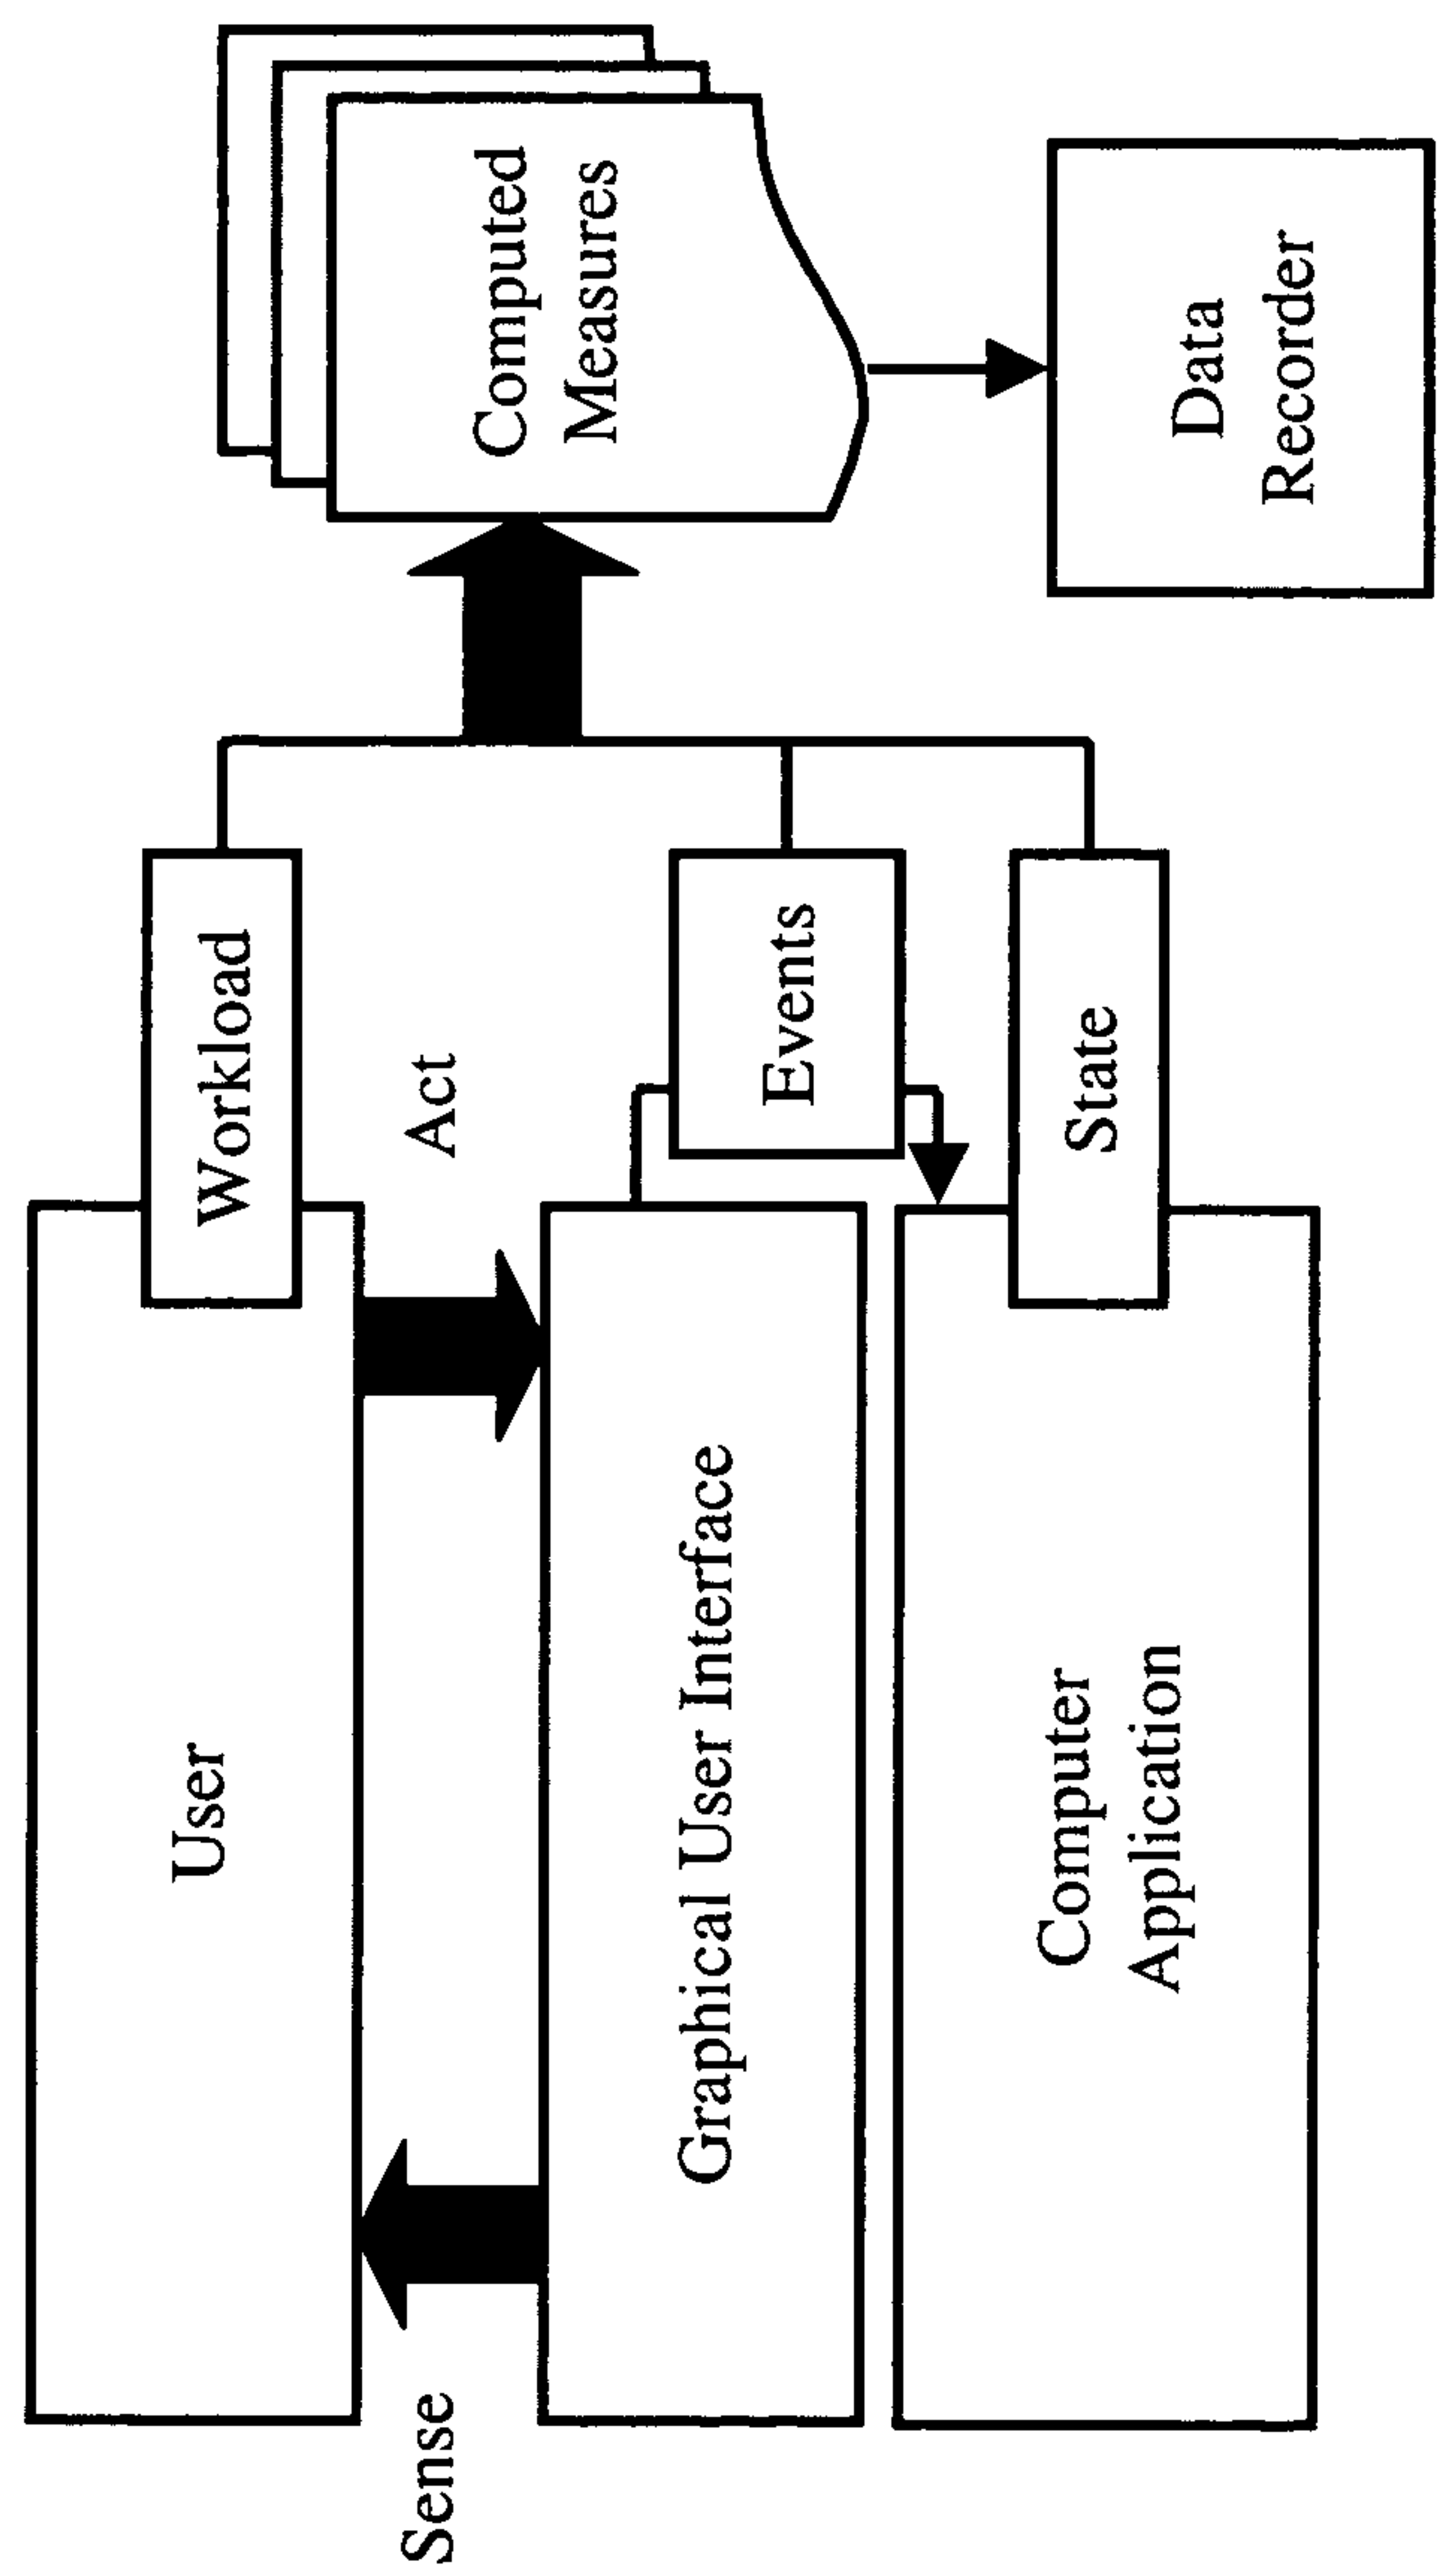 User
Workload
Sense
Act
Graphical User Interface
Events
Computer
Application
State
Computed
Measures
Data
Recorder